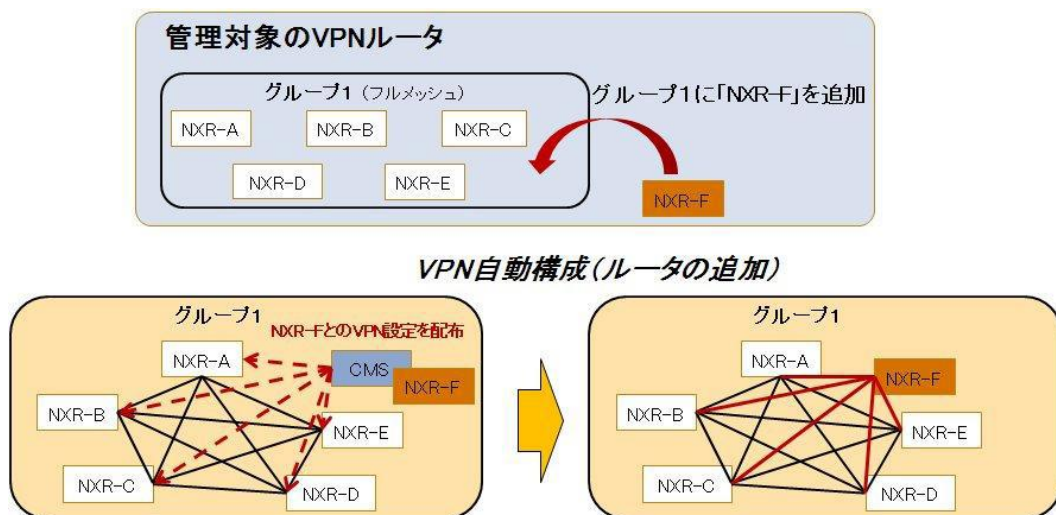 管理対象のVPNルータ
グループ1（フルメッシュ）
グループ1に「NXR-F」を追加
NXR-A
NXR-B
NXR-C
NXR-D
NXR-E
NXR-F
VPN自動構成（ルータの追加）
グループ1
NXR-FとのVPN設定を配布
NXR-A
CMS
NXR-F
NXR-B
NXR-E
NXR-C
NXR-D
グループ1
NXR-A
NXR-F
NXR-B
NXR-E
NXR-C
NXR-D